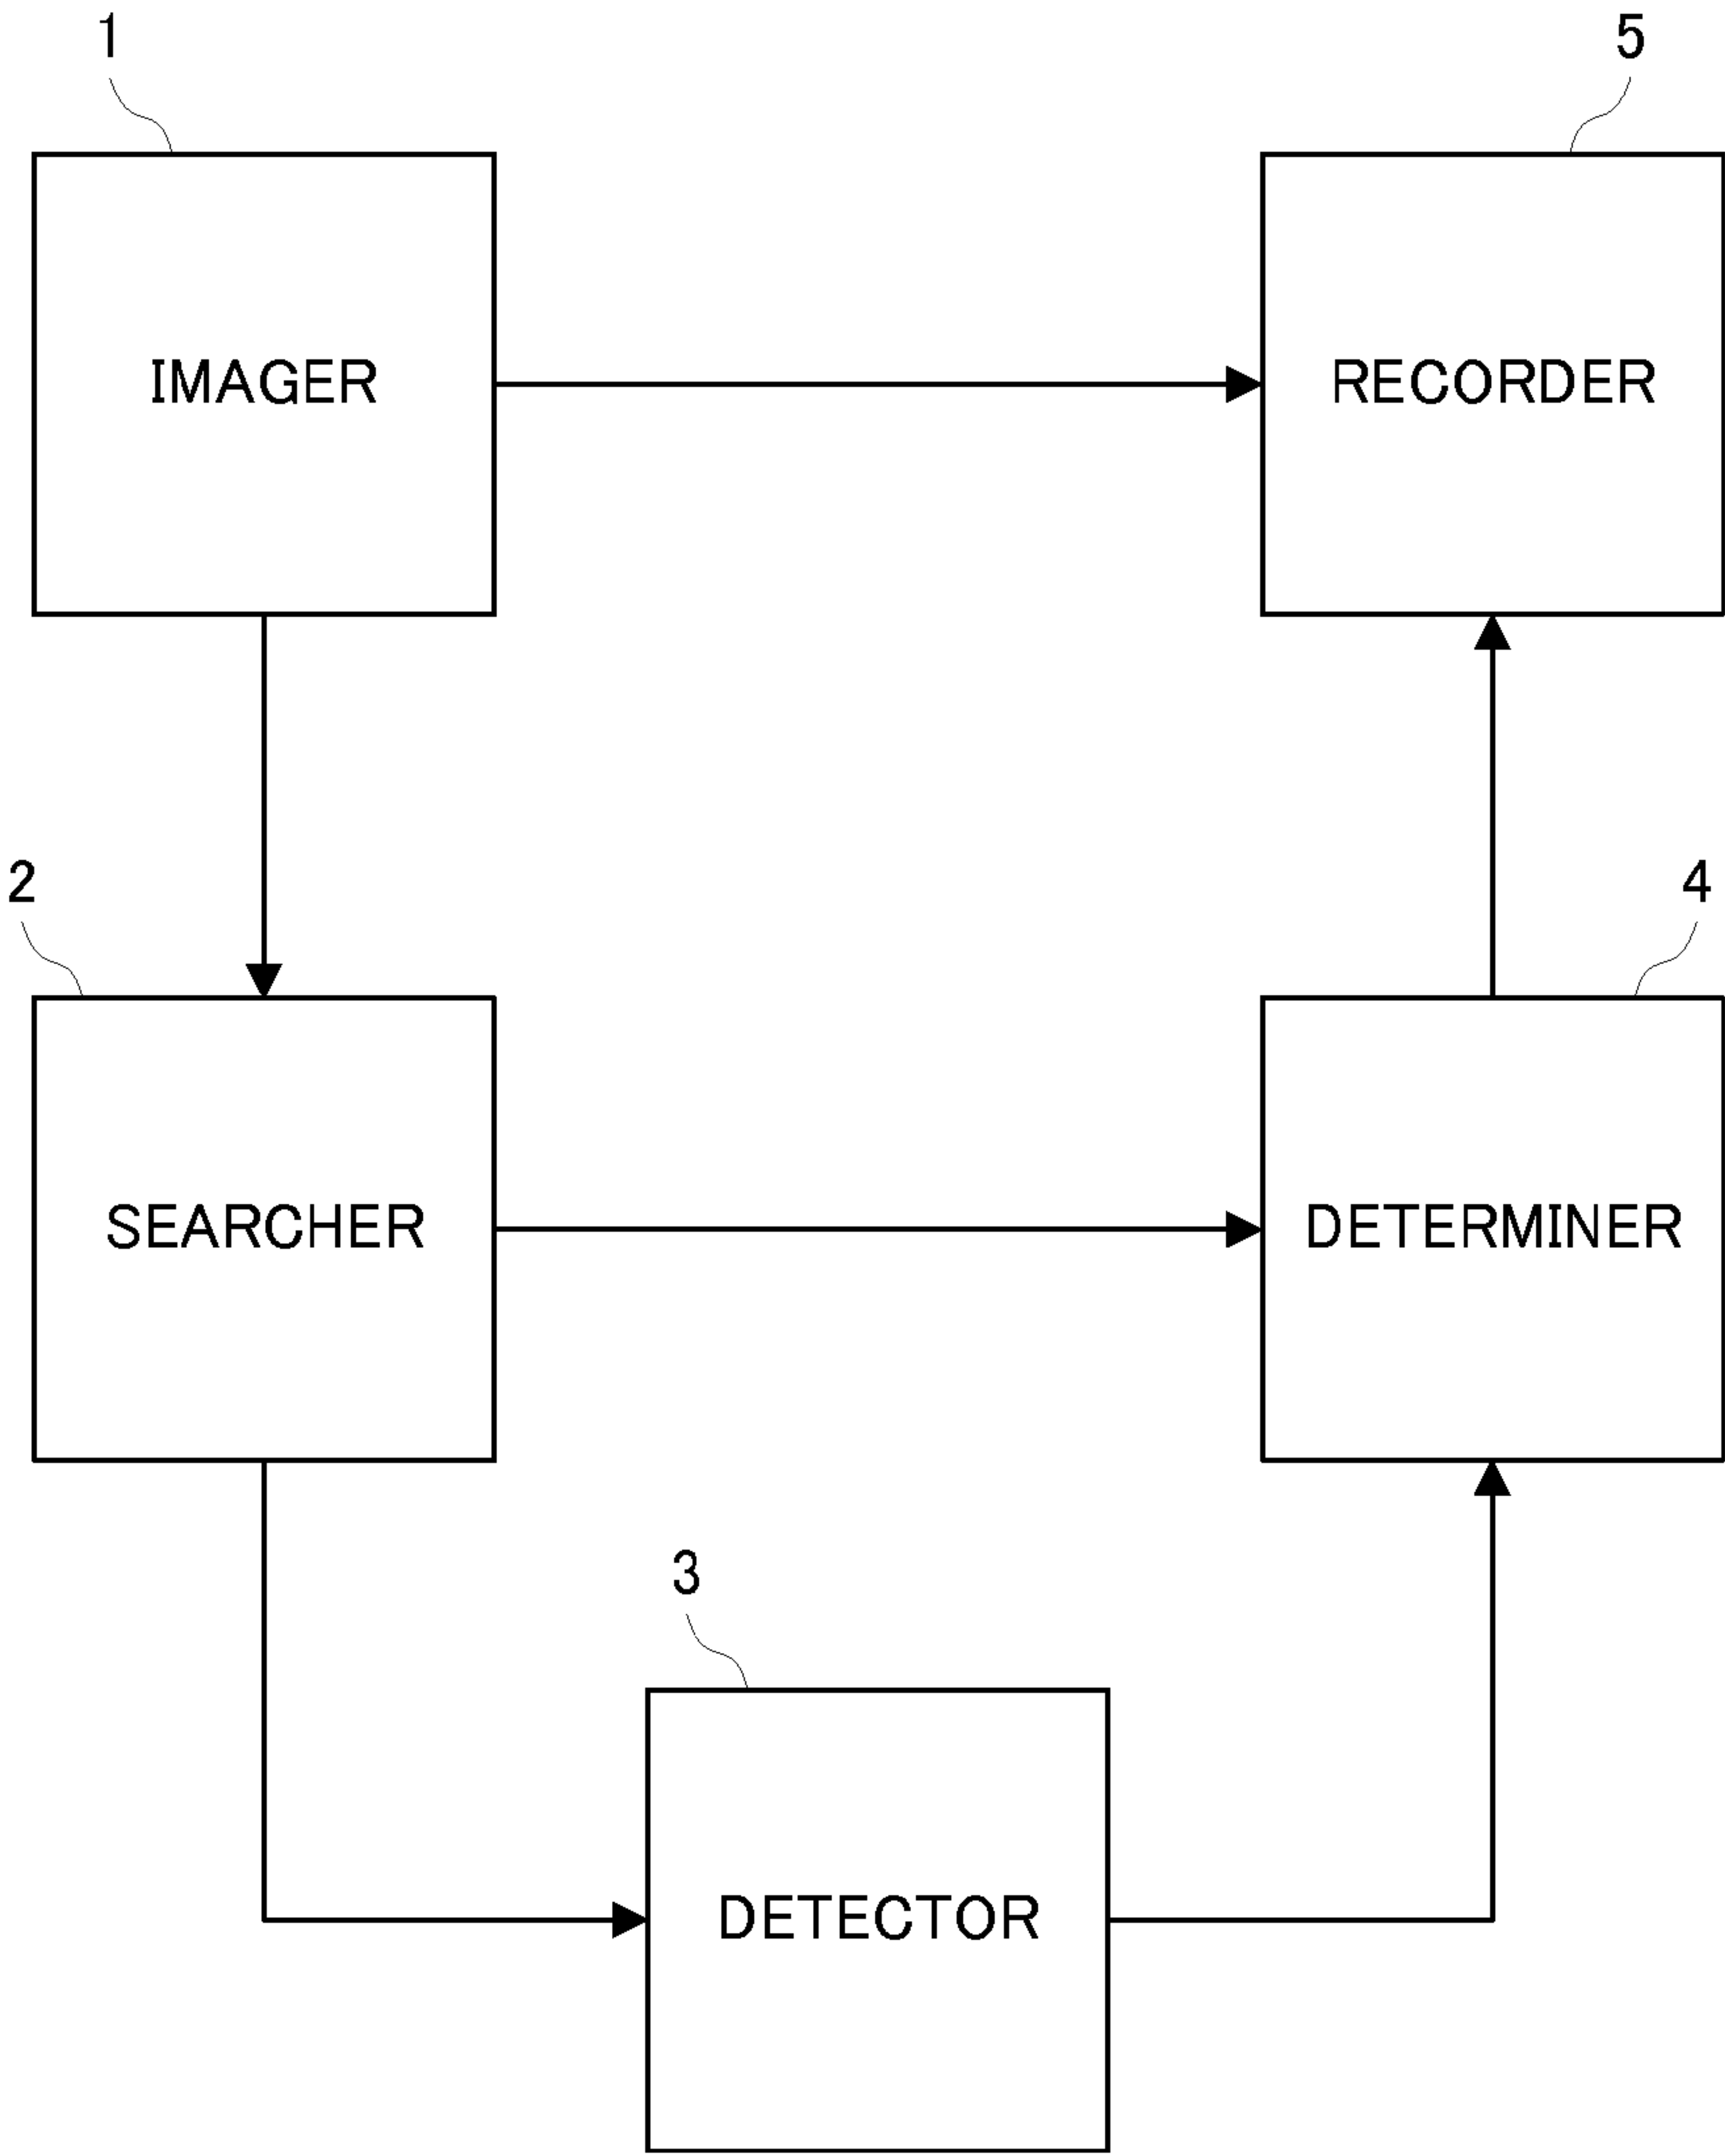 1
5
IMAGER
RECORDER
2
4
SEARCHER
DETERMINER
3
DETECTOR